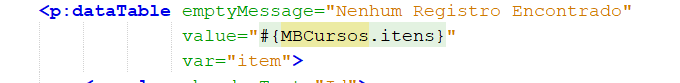 <p:dataTable emptyMessage="Nenhum Registro Encontrado"
value="#{MBCursos.itens}"
var="item">